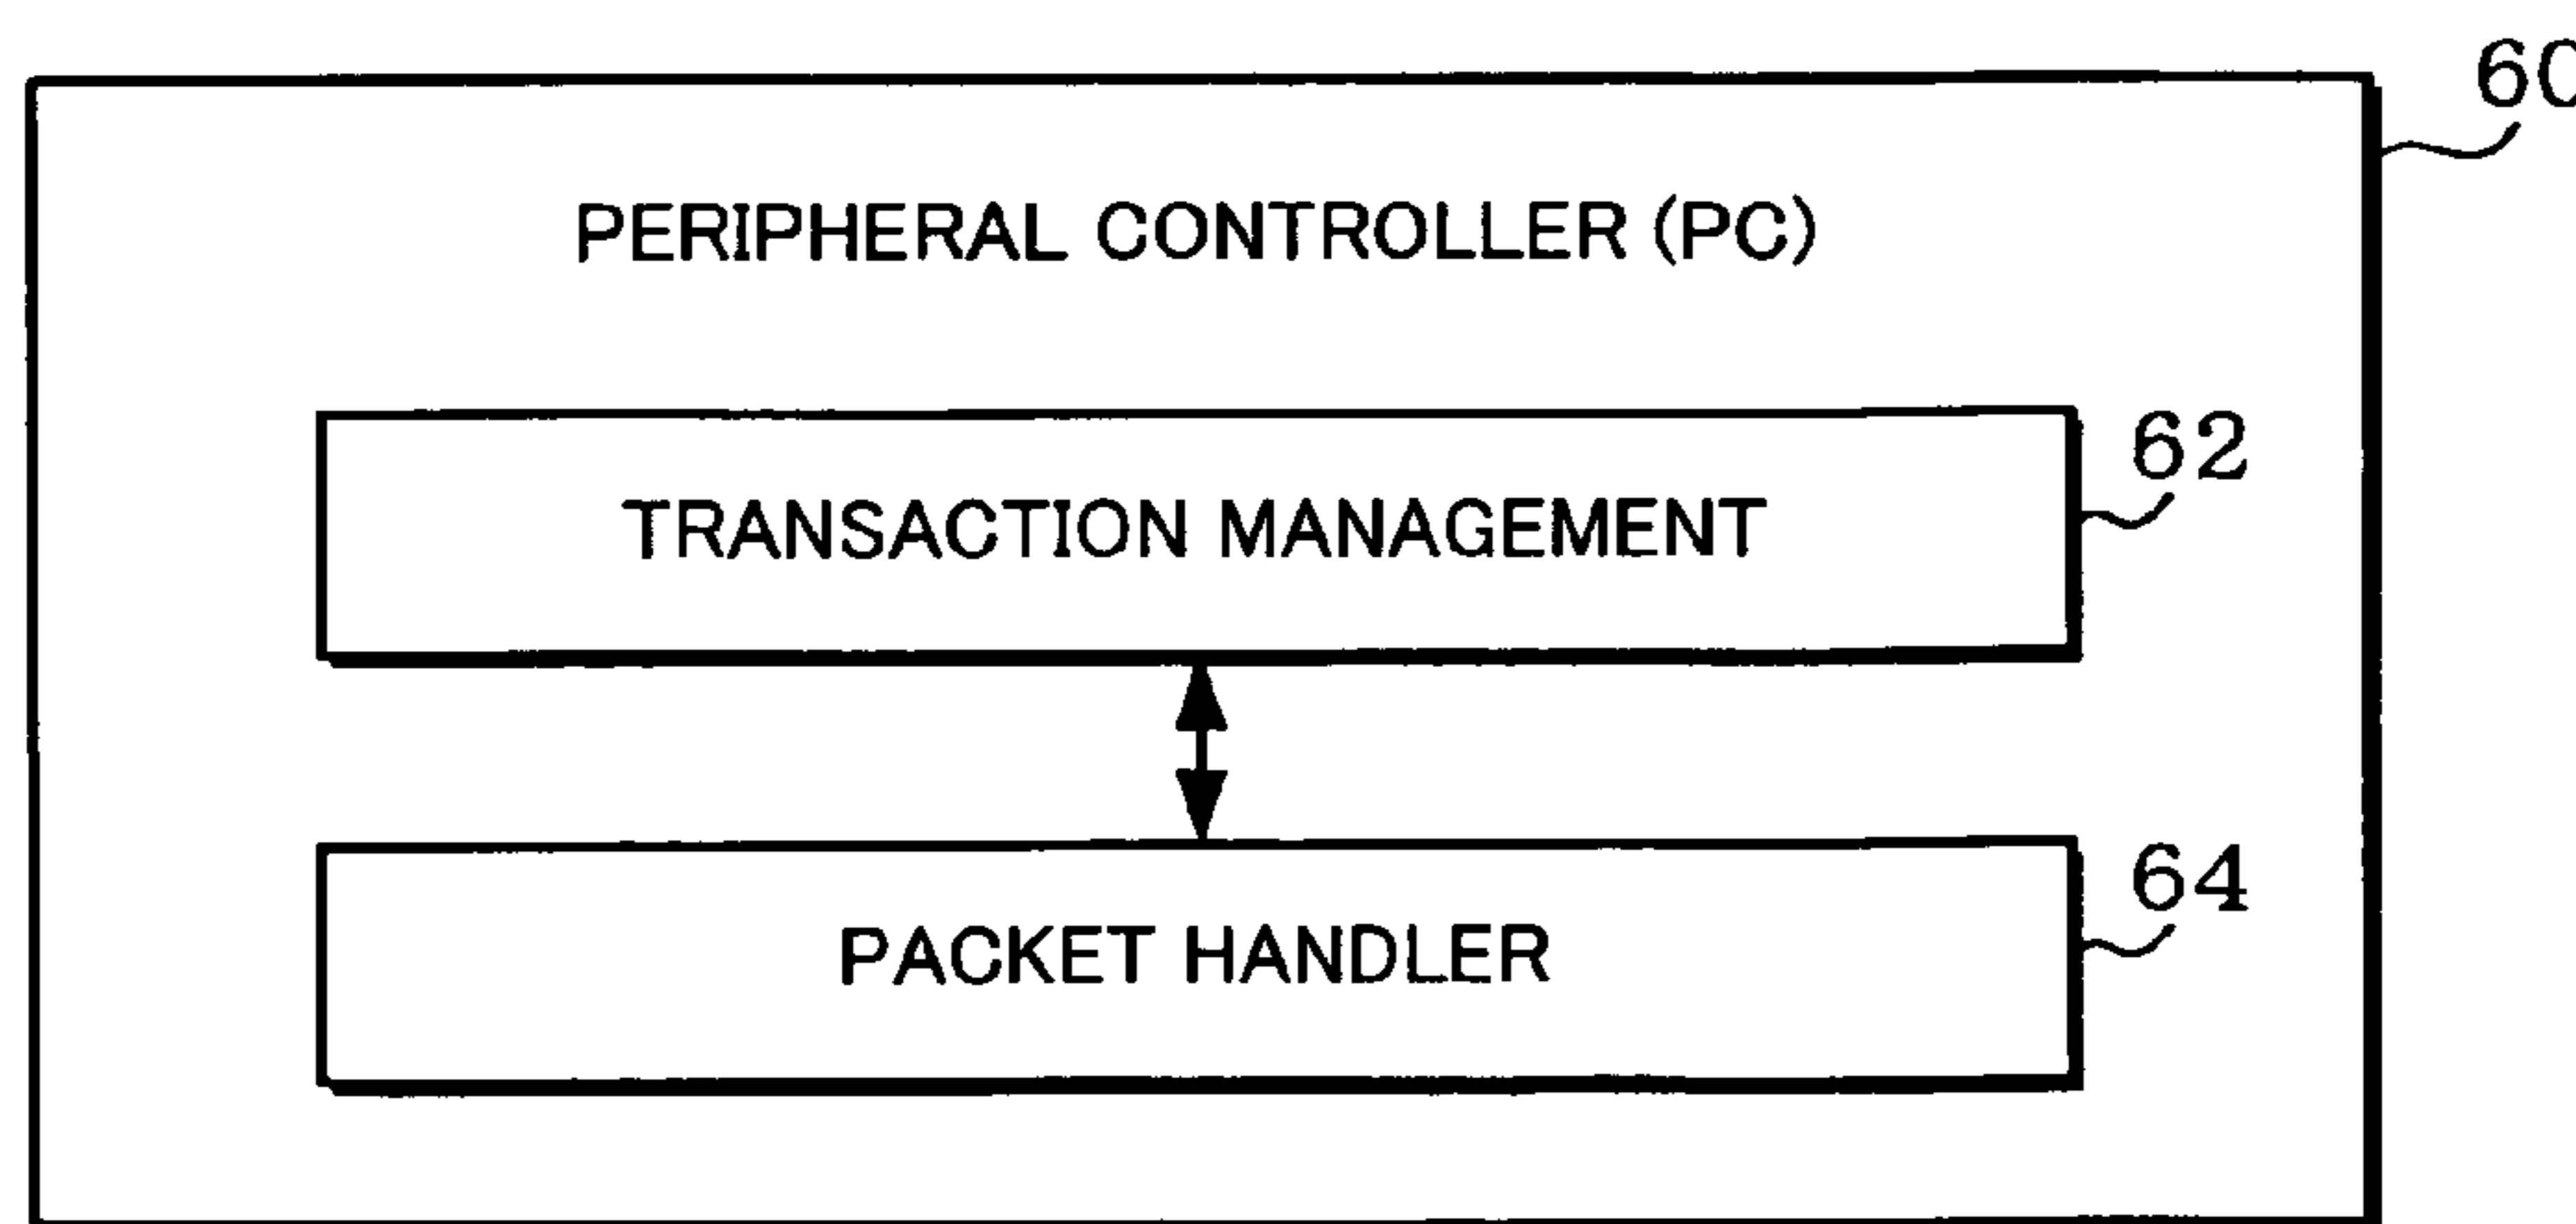 60
PERIPHERAL CONTROLLER (PC)
62
TRANSACTION MANAGEMENT
64
PACKET HANDLER